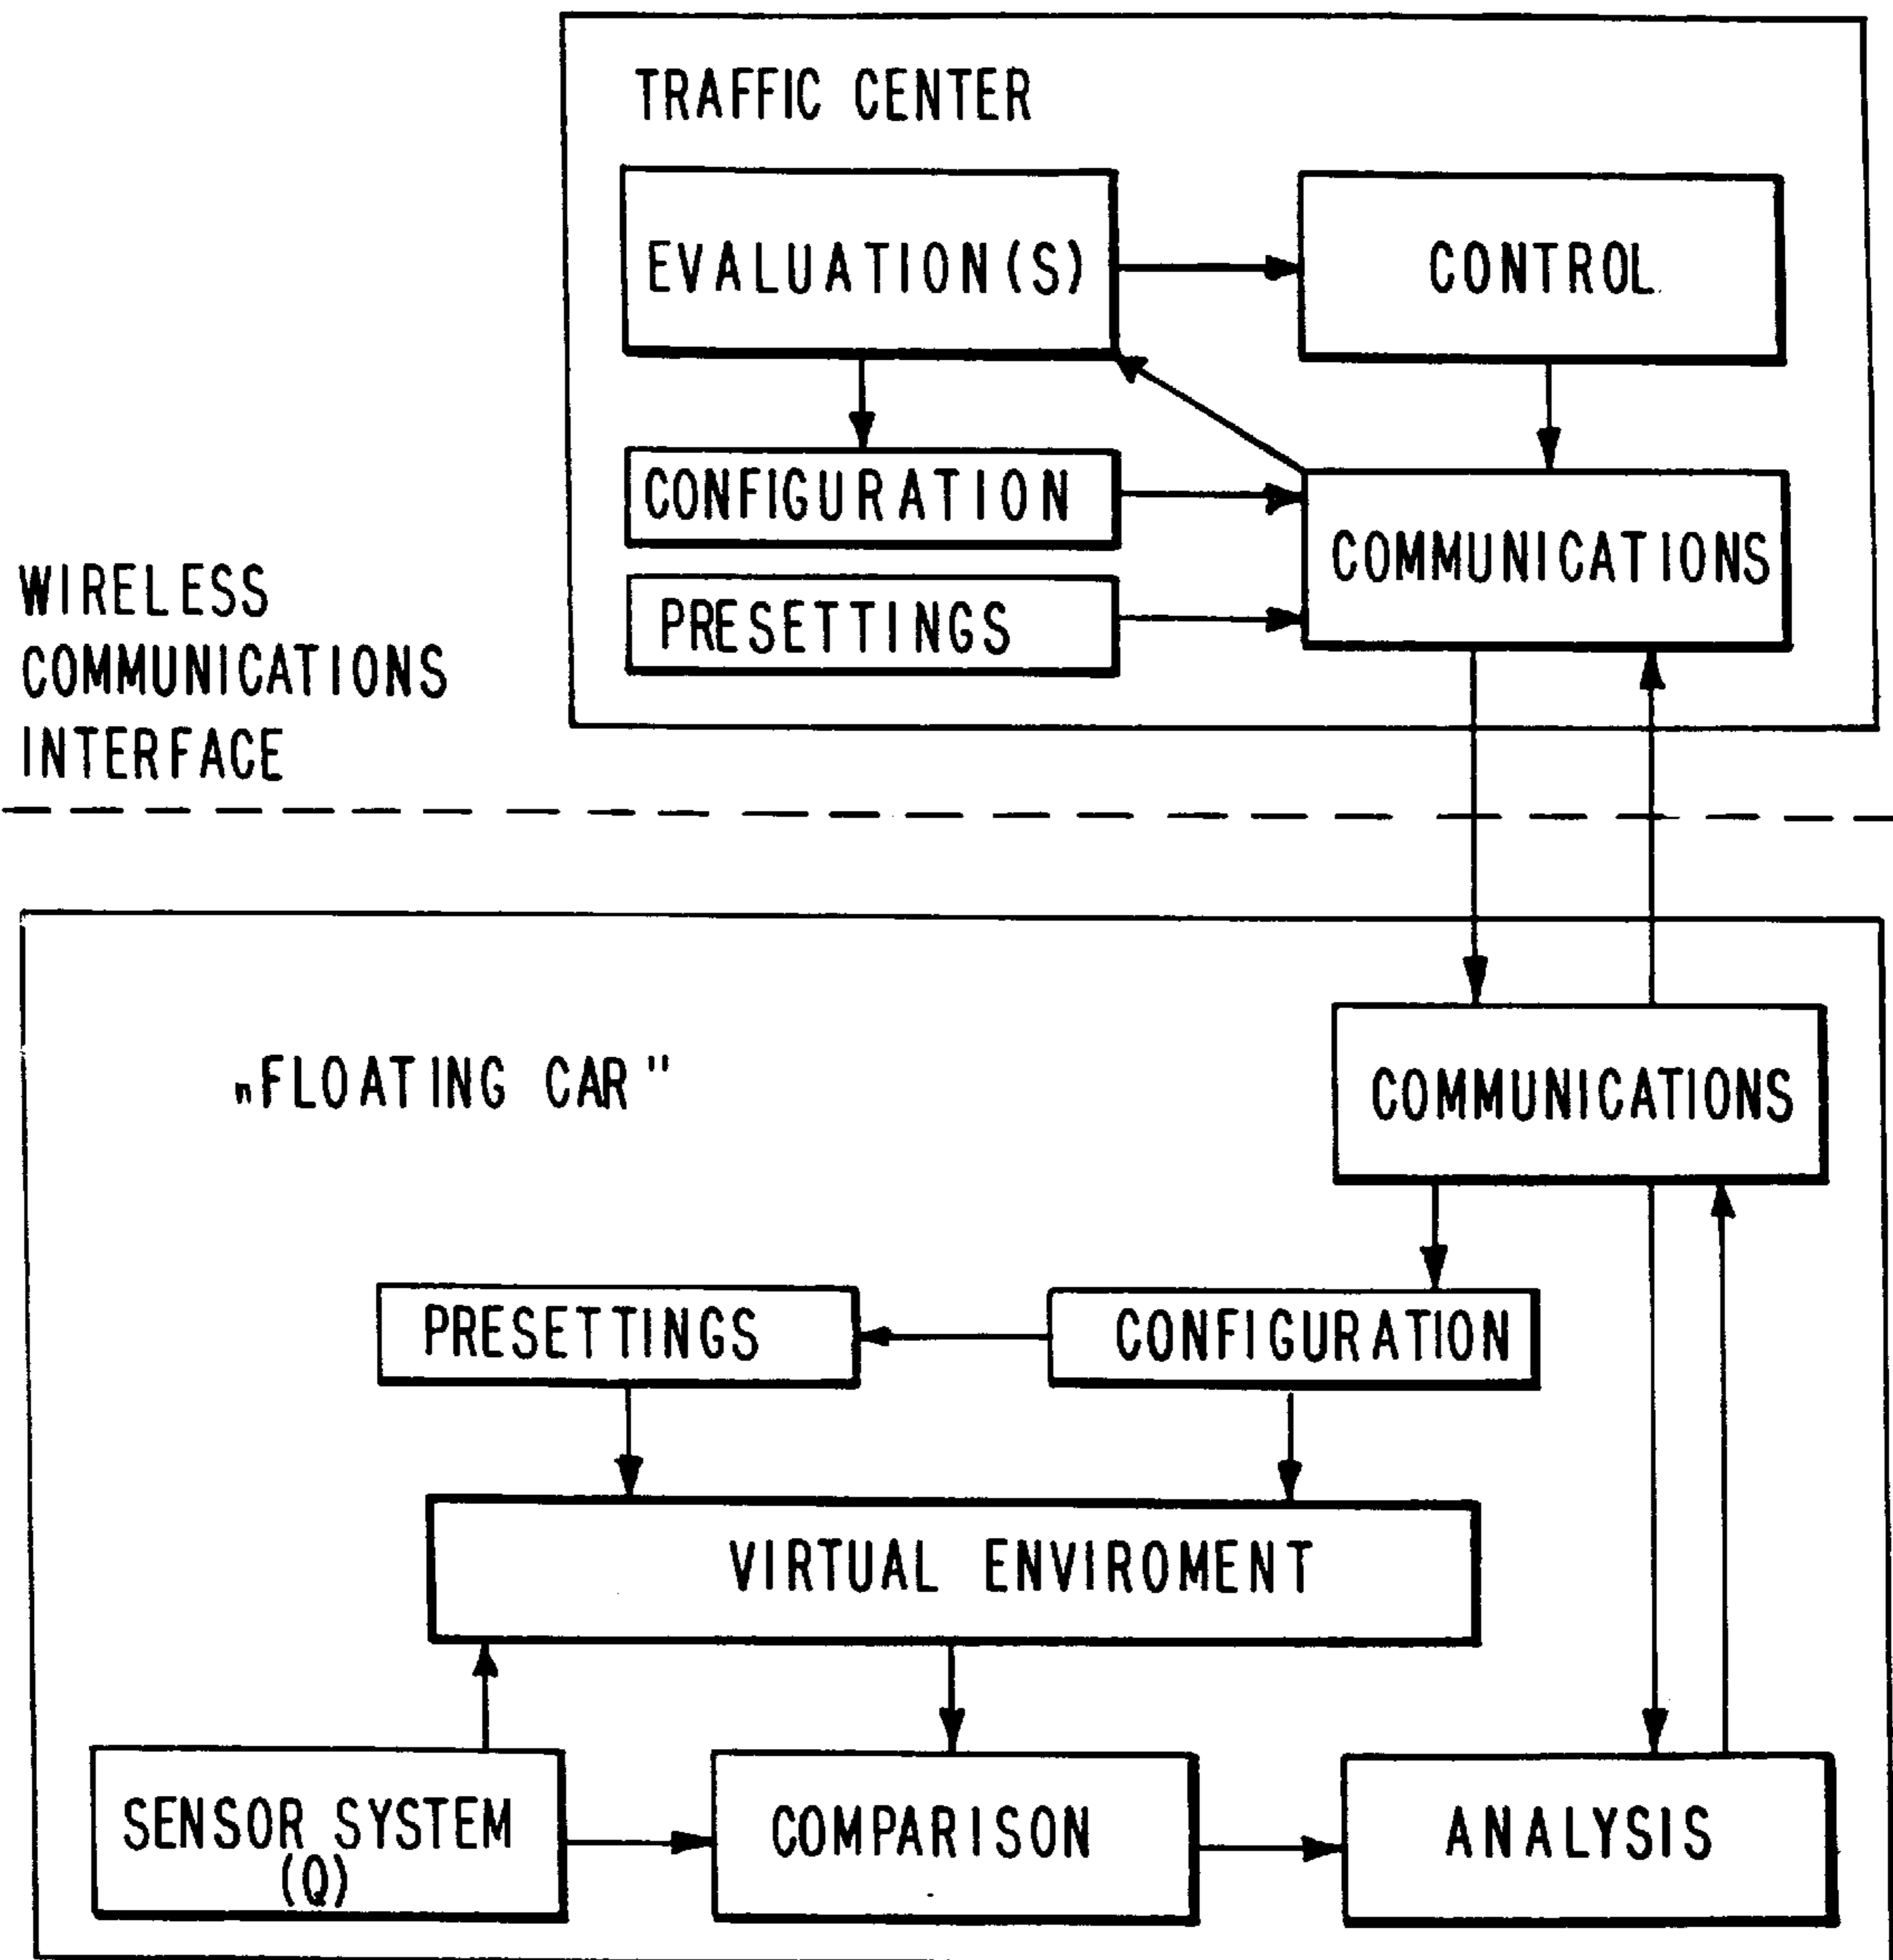 TRAFFIC CENTER
EVALUATION(S)
CONTROL
CONFIGURATION
COMMUNICATIONS
PRESETTINGS
WIRELESS
COMMUNICATIONS
INTERFACE
„FLOATING CAR"
COMMUNICATIONS
PRESETTINGS
CONFIGURATION
VIRTUAL ENVIROMENT
SENSOR SYSTEM
(Q)
COMPARISON
ANALYSIS